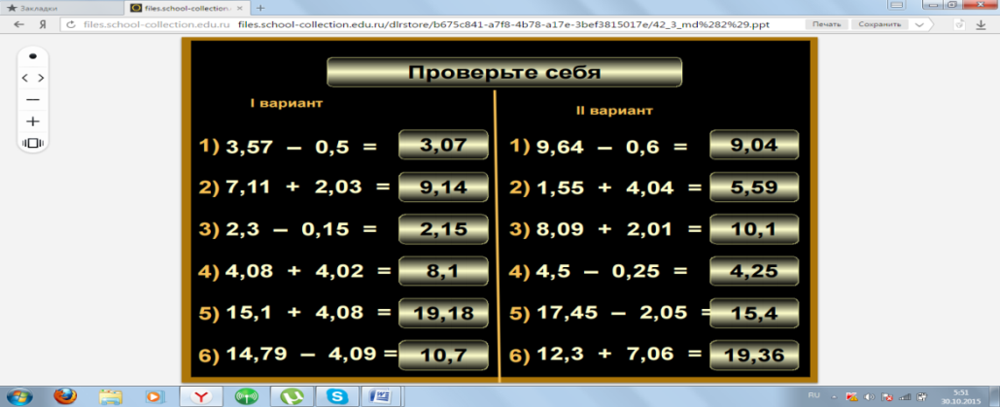 Закладки
files.school-collection.
files.school-collection.edu.ru files.school-collection.edu.ru/dlrstore/b675c841-a7f8-4b78-a17e-3bef3815017e/42_3_md%282%29.ppt
Печать Сохранить
Проверьте себя
I вариант
1) 3,57 – 0,5 = 3,07
2) 7,11 + 2,03 = 9,14
3) 2,3 – 0,15 = 2,15
4) 4,08 + 4,02 = 8,1
5) 15,1 + 4,08 = 19,18
6) 14,79 – 4,09 = 10,7
II вариант
1) 9,64 – 0,6 = 9,04
2) 1,55 + 4,04 = 5,59
3) 8,09 + 2,01 = 10,1
4) 4,5 – 0,25 = 4,25
5) 17,45 – 2,05 = 15,4
6) 12,3 + 7,06 = 19,36
RU
5:51
30.10.2015